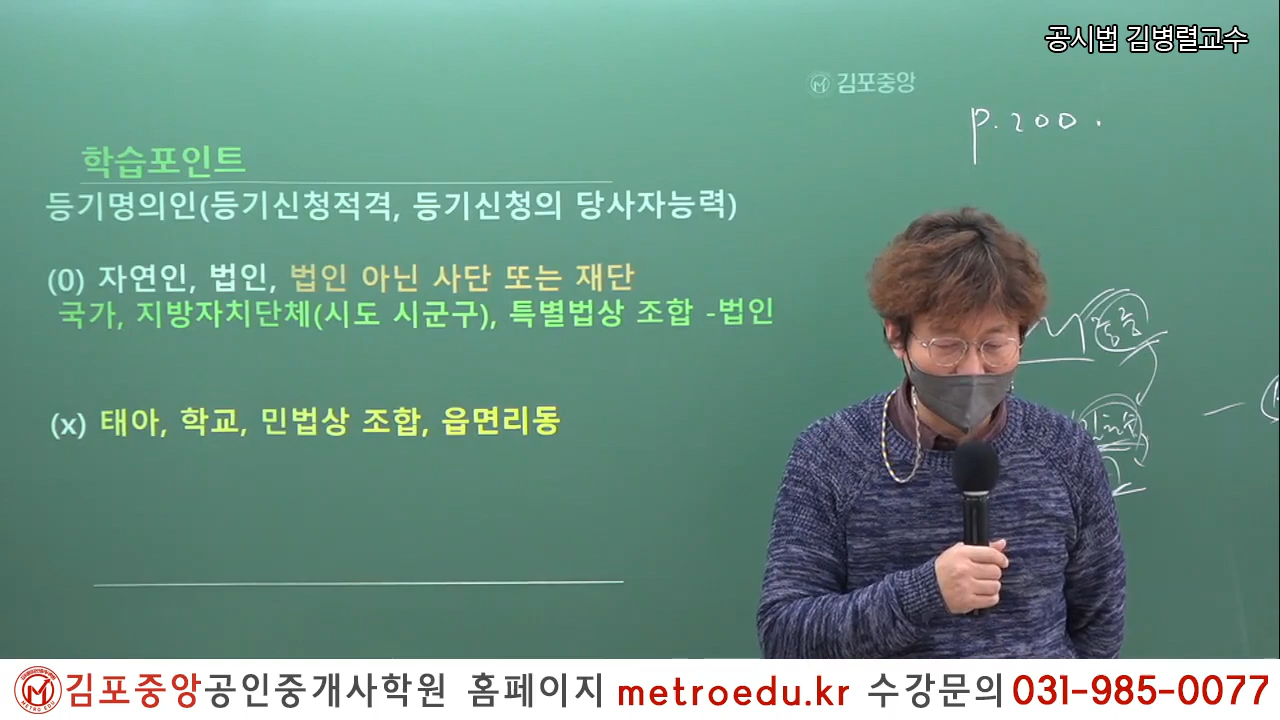 공시법 김병렬교수
김포중앙
p.200.
학습포인트
등기명의인(등기신청적격, 등기신청의 당사자능력)
(0) 자연인, 법인, 법인 아닌 사단 또는 재단
국가, 지방자치단체(시도 시군구), 특별법상 조합 -법인
(x) 태아, 학교, 민법상 조합, 읍면리동
METRO EDU
김포중앙공인중개사학원 홈페이지 metroedu.kr 수강문의 031-985-0077